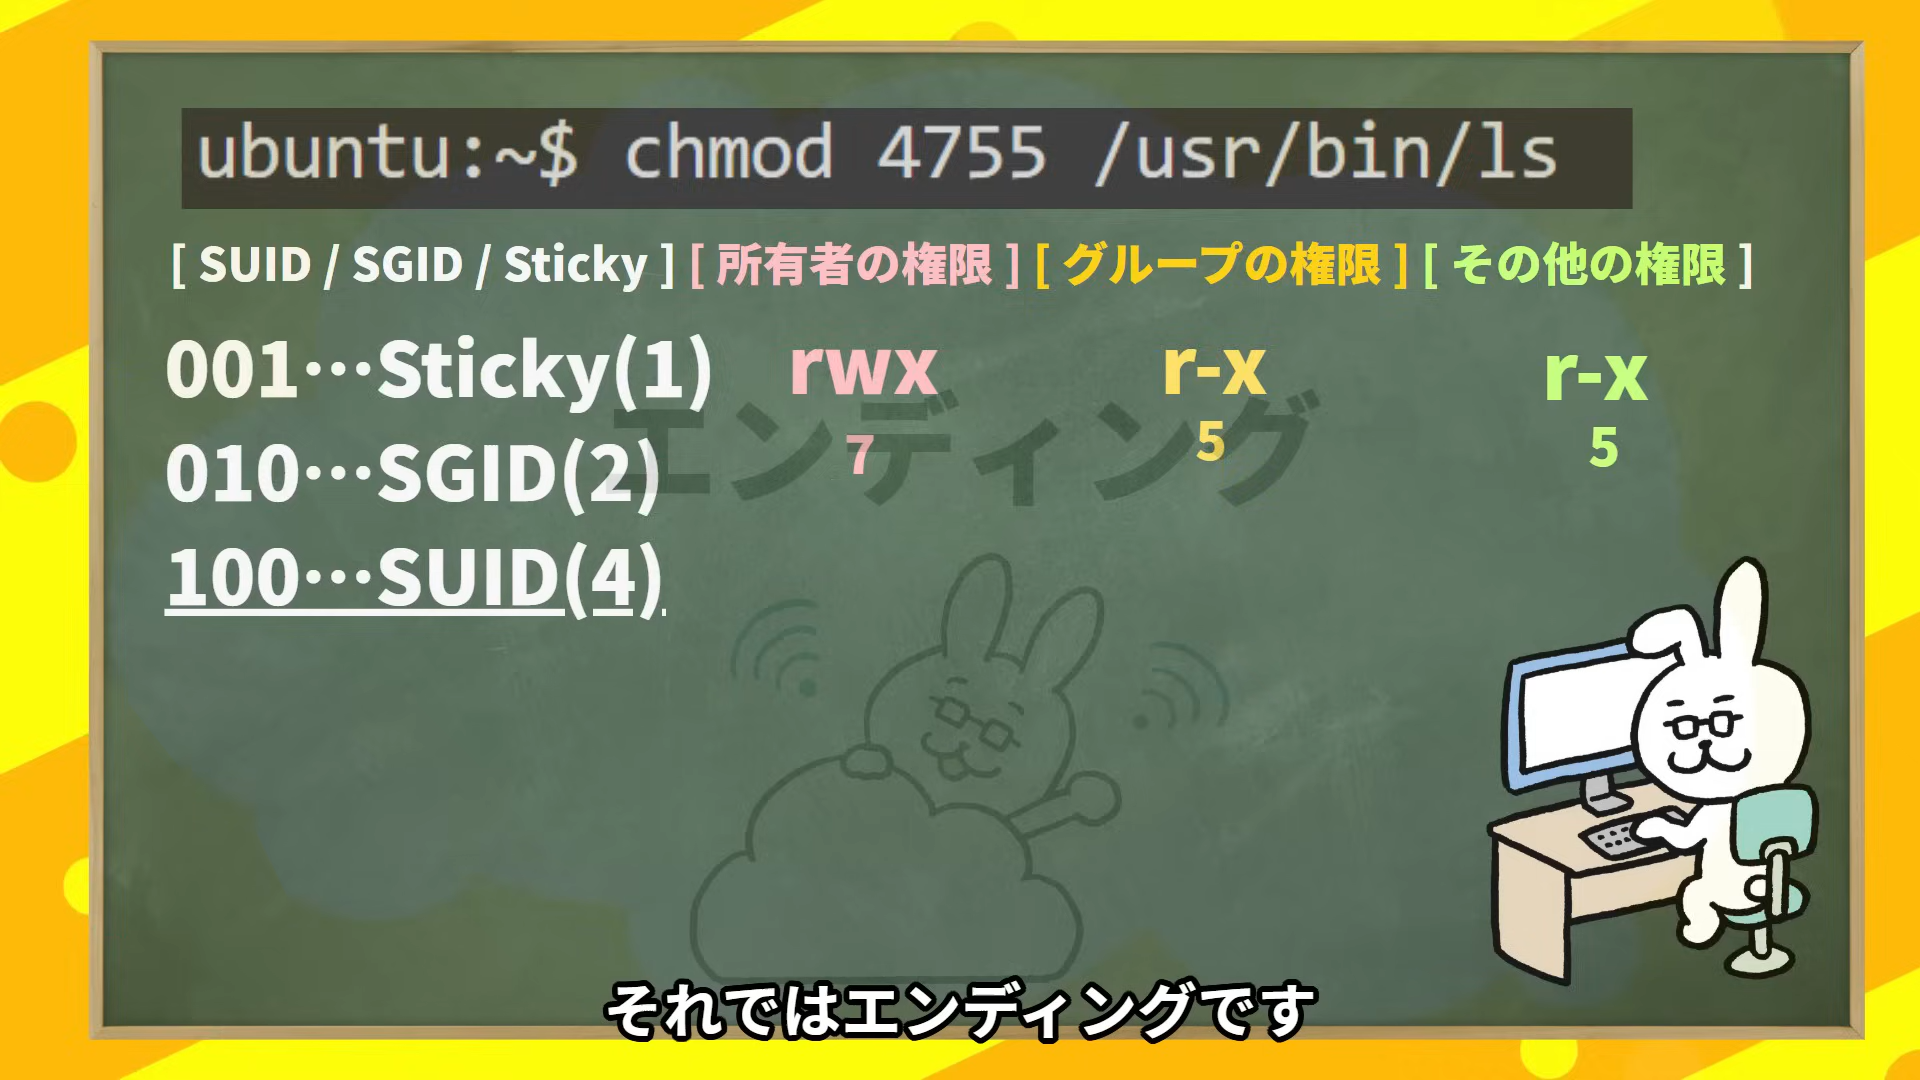 ubuntu:~$ chmod 4755 /usr/bin/ls
[ SUID / SGID / Sticky ] [ 所有者の権限 ] [ グループの権限 ] [ その他の権限 ]
001…Sticky(1) rwx r-x r-x
エンディング
7 5 5
010…SGID(2)
100…SUID(4)
それではエンディングです